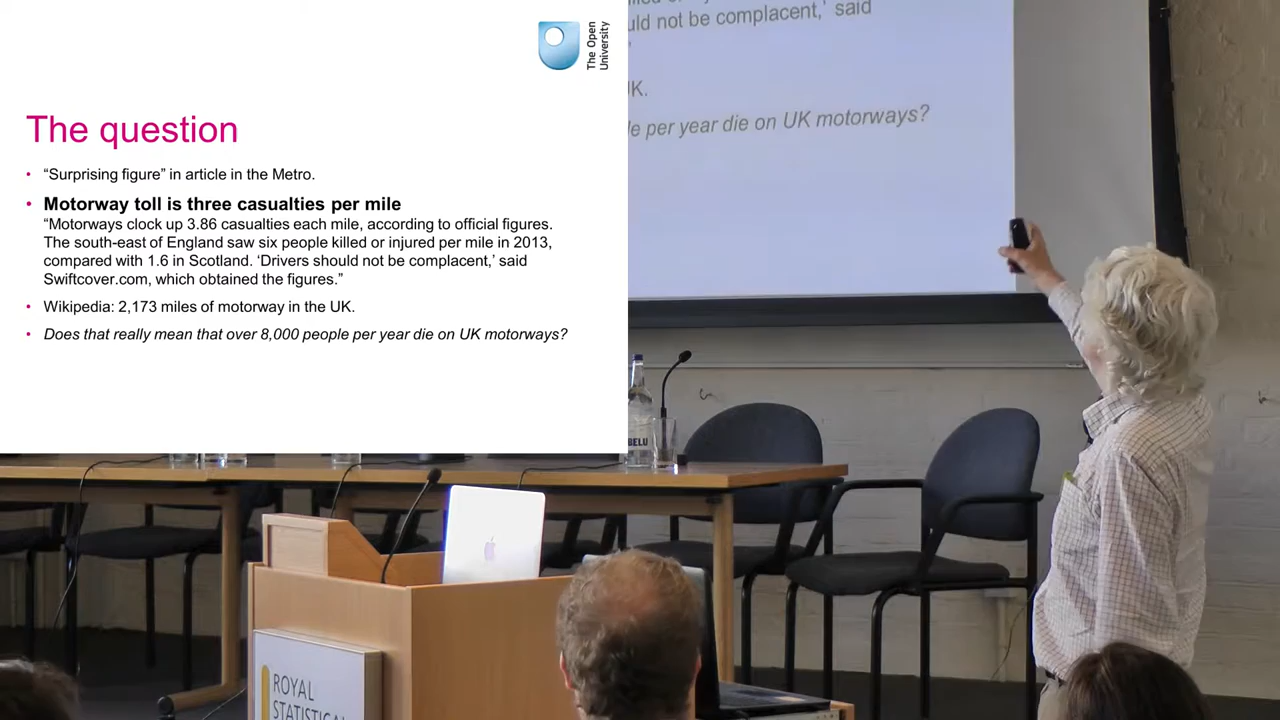 The Open
University
The question
• “Surprising figure” in article in the Metro.
• Motorway toll is three casualties per mile
“Motorways clock up 3.86 casualties each mile, according to official figures.
The south-east of England saw six people killed or injured per mile in 2013,
compared with 1.6 in Scotland. ‘Drivers should not be complacent,’ said
Swiftcover.com, which obtained the figures.”
• Wikipedia: 2,173 miles of motorway in the UK.
• Does that really mean that over 8,000 people per year die on UK motorways?
uld not be complacent,’ said
UK.
le per year die on UK motorways?
BELU
ROYAL
STATISTICAL